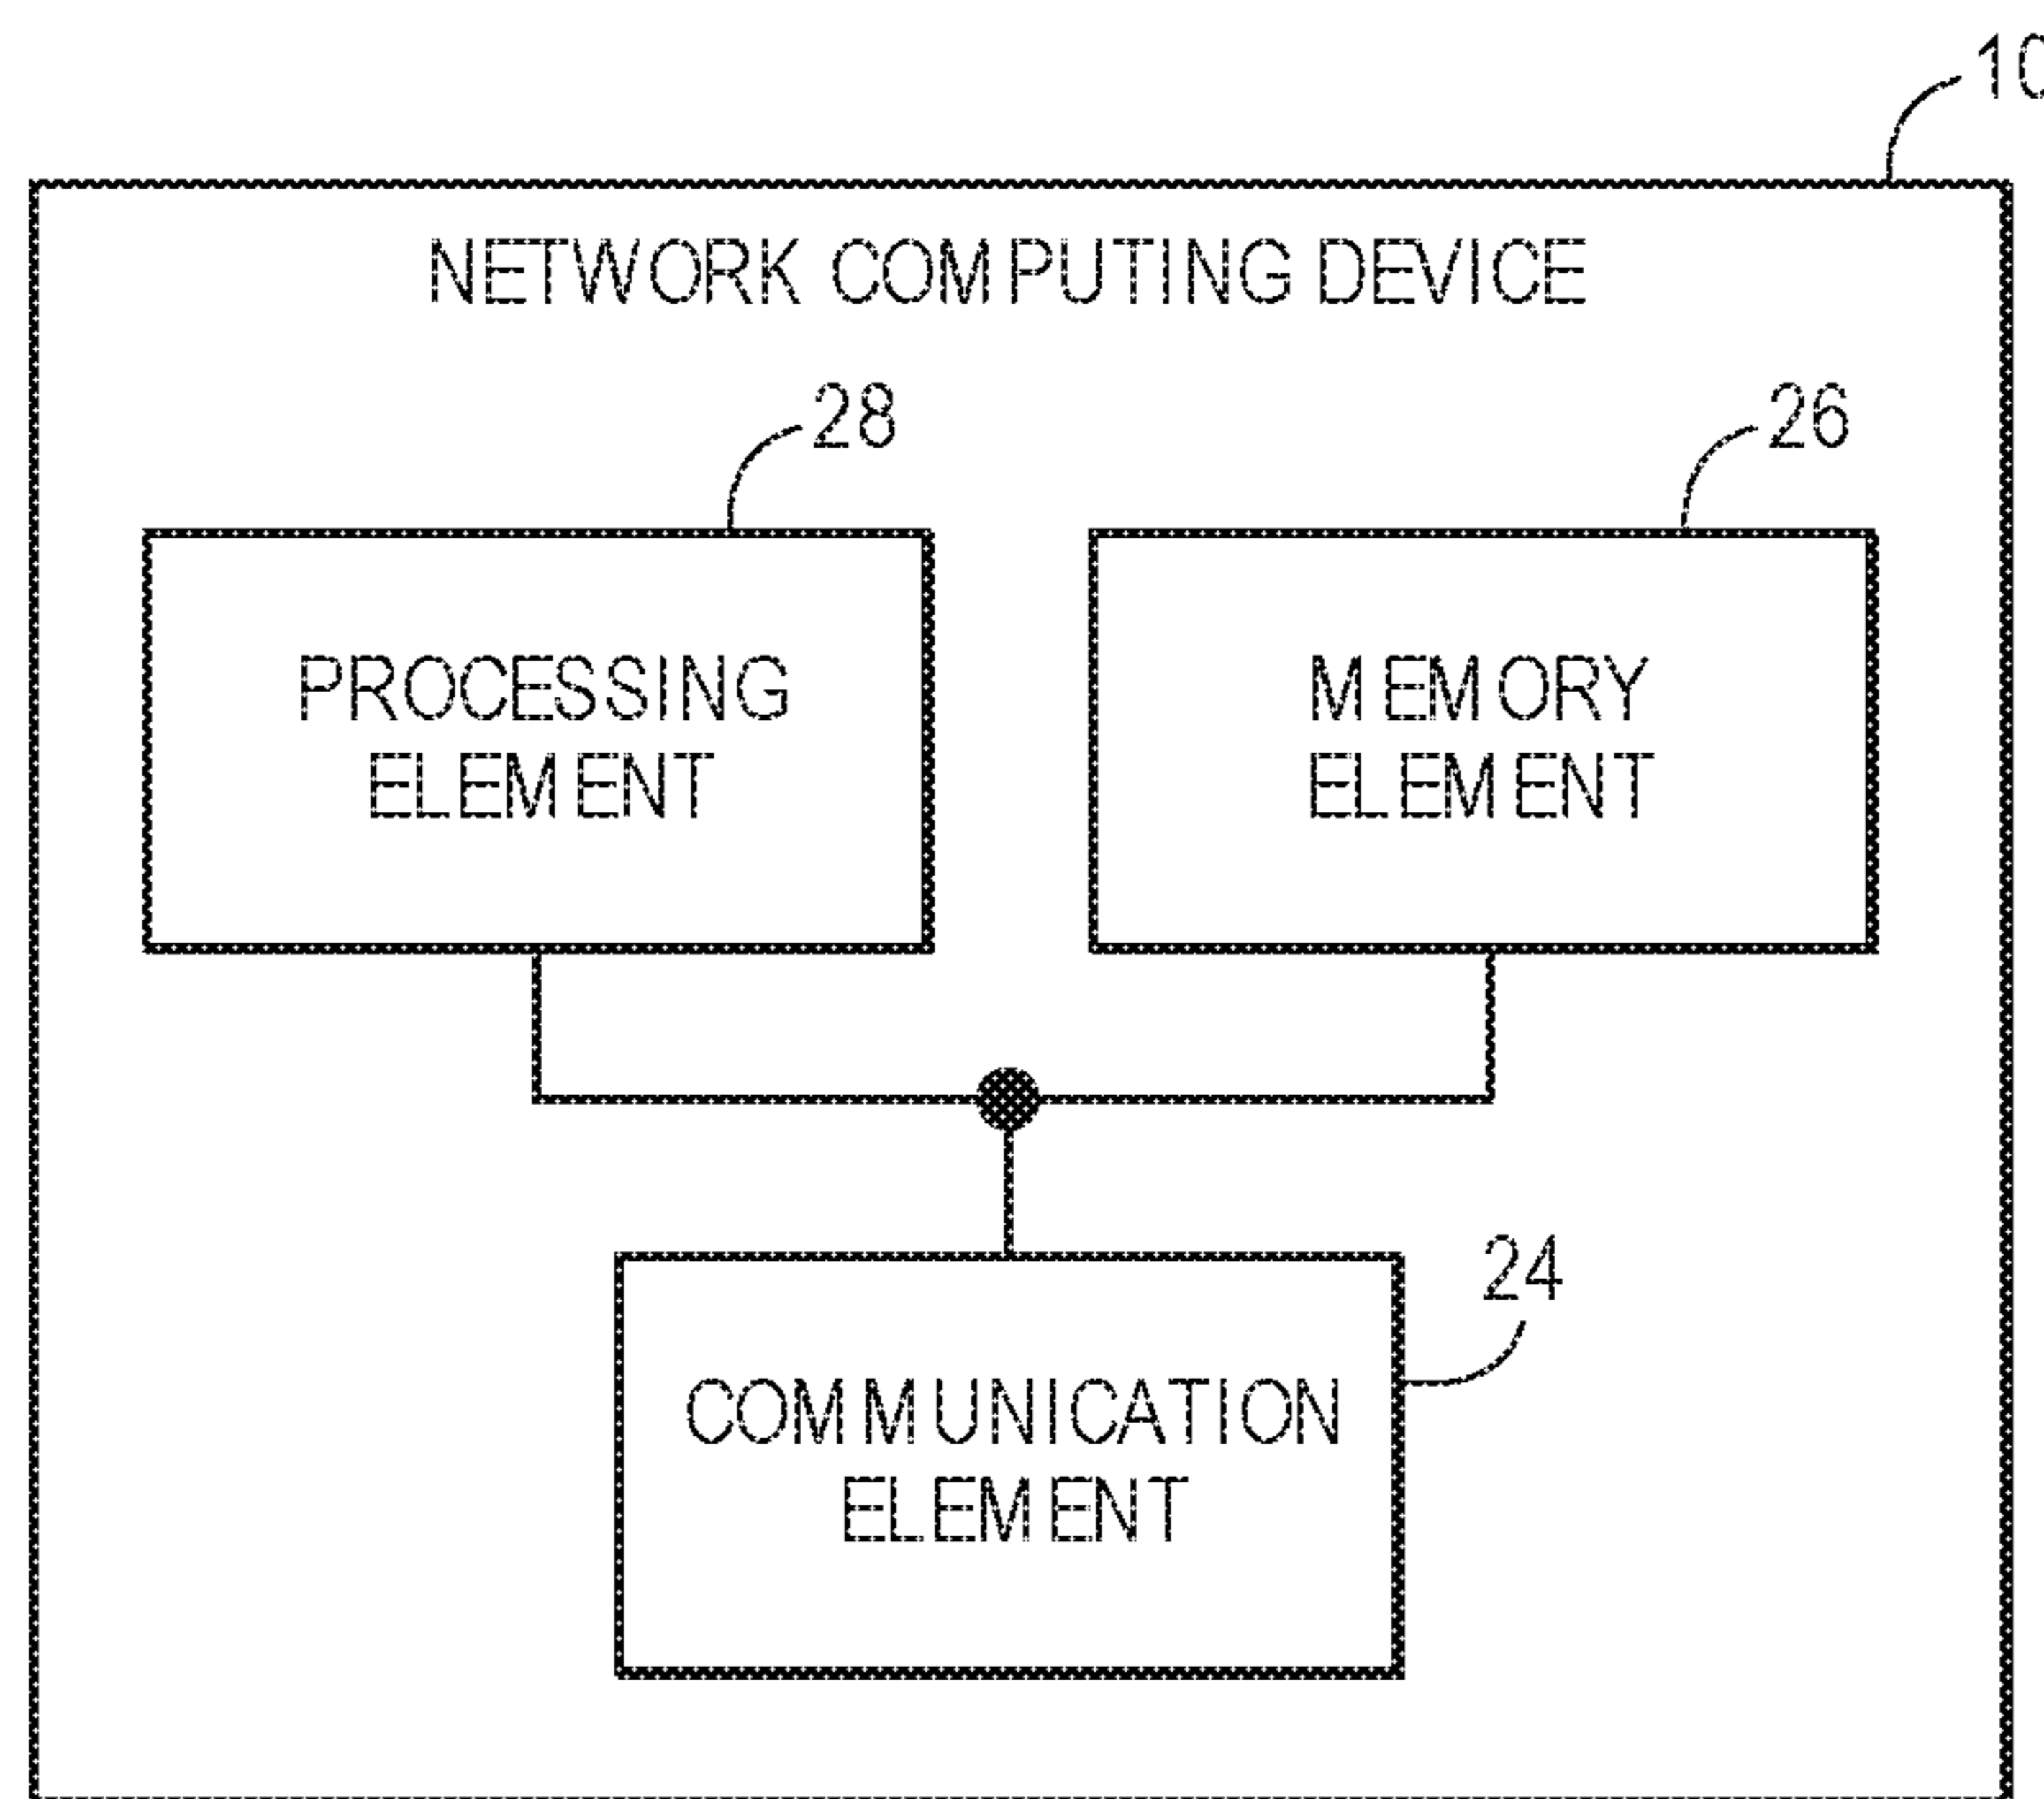 10
NETWORK COMPUTING DEVICE
28
26
PROCESSING
ELEMENT
MEMORY
ELEMENT
24
COMMUNICATION
ELEMENT